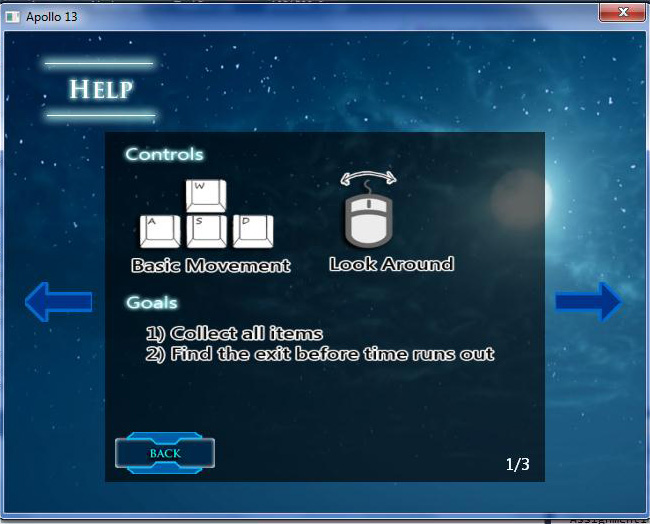 Apollo 13
HELP
Controls
W
A S D
Basic Movement
Look Around
Goals
1) Collect all items
2) Find the exit before time runs out
BACK
1/3